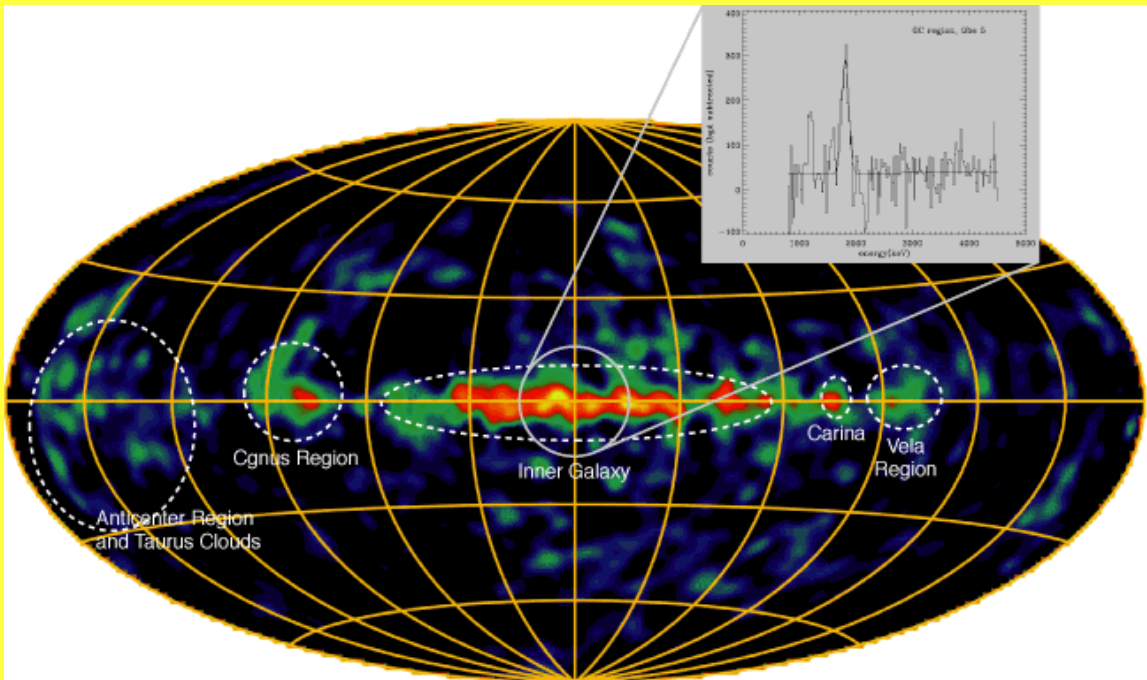 GC region, Obs 5
400
300
200
100
0
-100
counts [bgd subtracted]
0
1000
2000
3000
4000
5000
energy(keV)
Cgnus Region
Inner Galaxy
Carina
Vela
Region
Anticenter Region
and Taurus Clouds